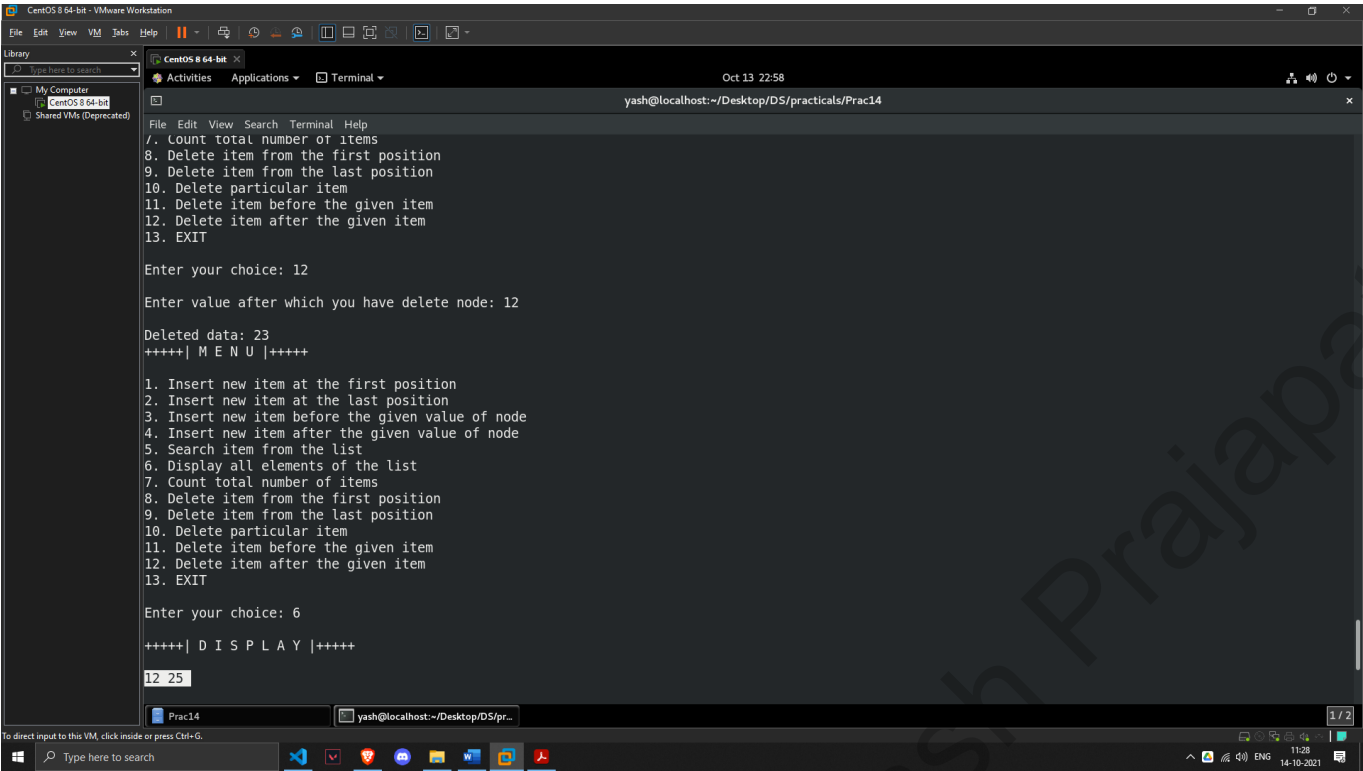 CentOS 8 64-bit - VMware Workstation
File Edit View VM Tabs Help
Library
Type here to search
My Computer
CentOS 8 64-bit
Shared VMs (Deprecated)
CentOS 8 64-bit
Activities Applications Terminal Oct 13 22:58
yash@localhost:~/Desktop/DS/practicals/Prac14
File Edit View Search Terminal Help
7. Count total number of items
8. Delete item from the first position
9. Delete item from the last position
10. Delete particular item
11. Delete item before the given item
12. Delete item after the given item
13. EXIT
Enter your choice: 12
Enter value after which you have delete node: 12
Deleted data: 23
+++++| M E N U |+++++
1. Insert new item at the first position
2. Insert new item at the last position
3. Insert new item before the given value of node
4. Insert new item after the given value of node
5. Search item from the list
6. Display all elements of the list
7. Count total number of items
8. Delete item from the first position
9. Delete item from the last position
10. Delete particular item
11. Delete item before the given item
12. Delete item after the given item
13. EXIT
Enter your choice: 6
+++++| D I S P L A Y |+++++
12 25
Prac14 yash@localhost:~/Desktop/DS/pr... 1 / 2
To direct input to this VM, click inside or press Ctrl+G.
Type here to search
ENG
11:28
14-10-2021